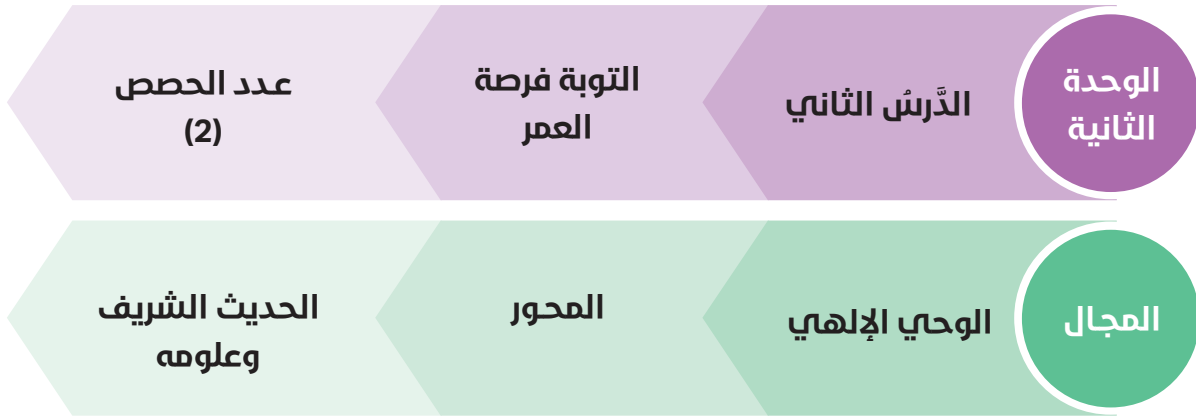 الوحدة
الثانية
الدَّرسُ الثاني
التوبة فرصة
العمر
عدد الحصص
(2)
المجال
الوحي الإلهي
المحور
الحديث الشريف
وعلومه